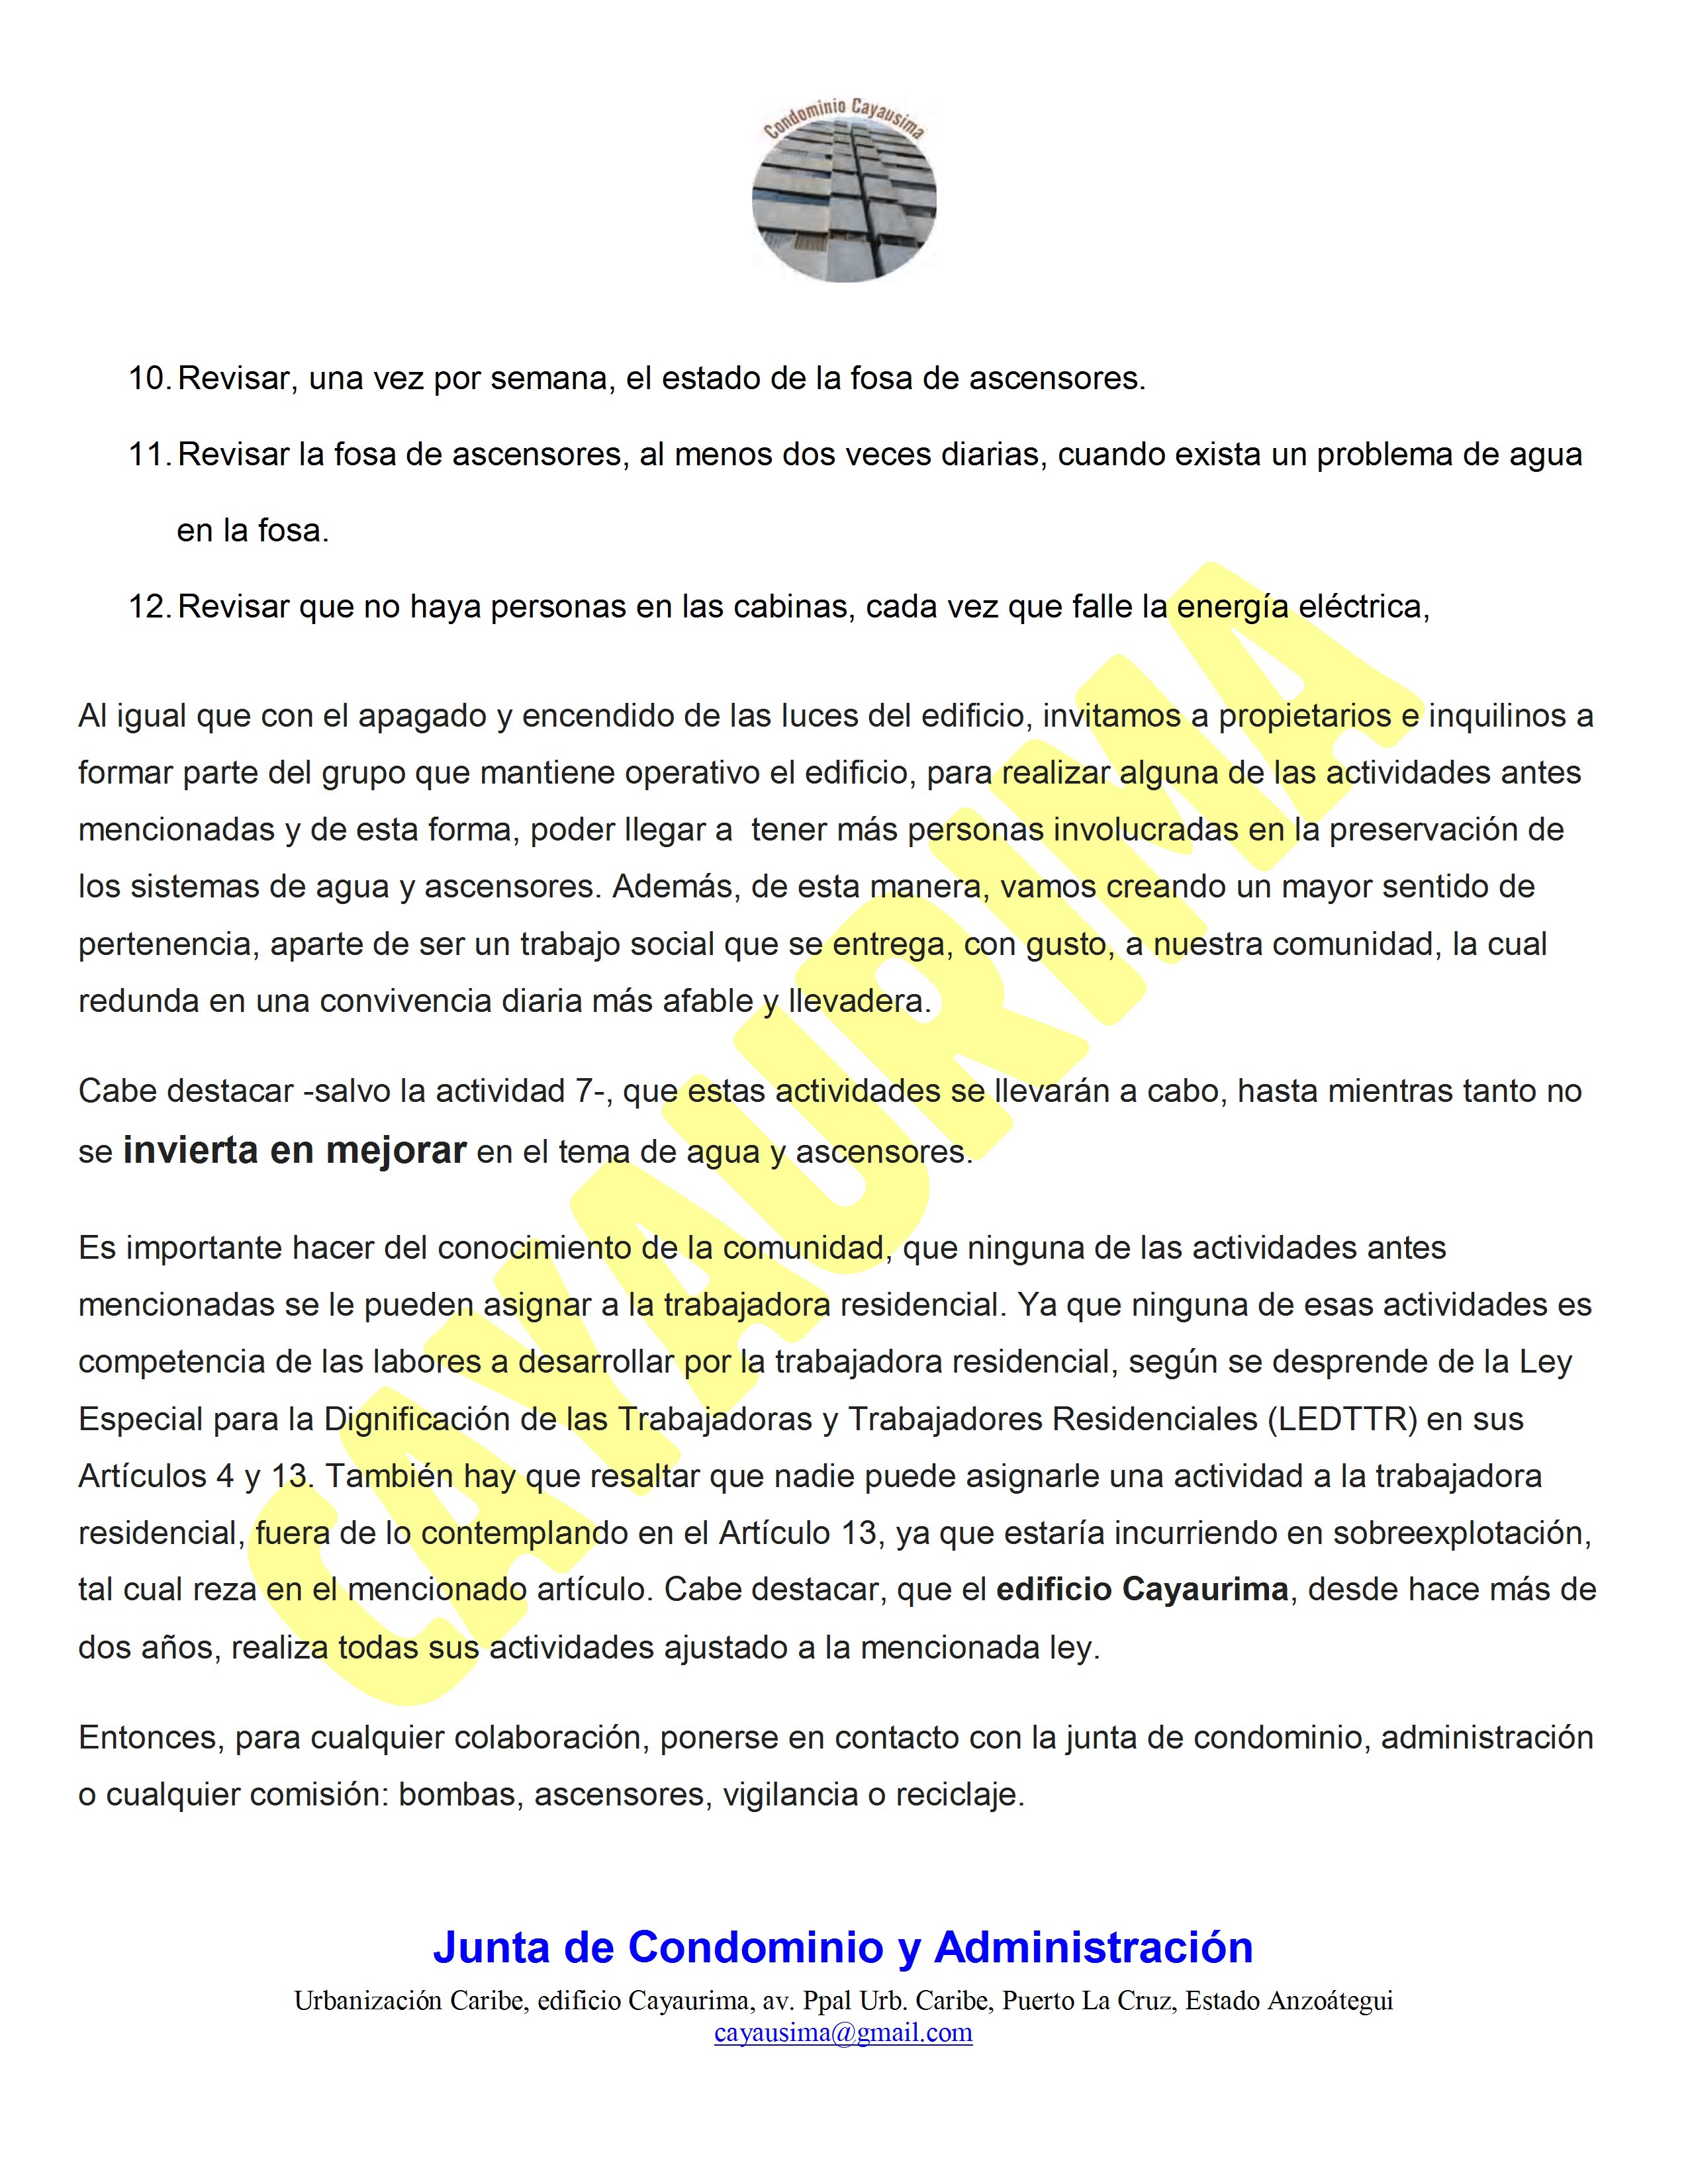 Condominio Cayausima
10. Revisar, una vez por semana, el estado de la fosa de ascensores.
11. Revisar la fosa de ascensores, al menos dos veces diarias, cuando exista un problema de agua
en la fosa.
12. Revisar que no haya personas en las cabinas, cada vez que falle la energía eléctrica,
Al igual que con el apagado y encendido de las luces del edificio, invitamos a propietarios e inquilinos a
formar parte del grupo que mantiene operativo el edificio, para realizar alguna de las actividades antes
mencionadas y de esta forma, poder llegar a  tener más personas involucradas en la preservación de
los sistemas de agua y ascensores. Además, de esta manera, vamos creando un mayor sentido de
pertenencia, aparte de ser un trabajo social que se entrega, con gusto, a nuestra comunidad, la cual
redunda en una convivencia diaria más afable y llevadera.
Cabe destacar -salvo la actividad 7-, que estas actividades se llevarán a cabo, hasta mientras tanto no
se invierta en mejorar en el tema de agua y ascensores.
Es importante hacer del conocimiento de la comunidad, que ninguna de las actividades antes
mencionadas se le pueden asignar a la trabajadora residencial. Ya que ninguna de esas actividades es
competencia de las labores a desarrollar por la trabajadora residencial, según se desprende de la Ley
Especial para la Dignificación de las Trabajadoras y Trabajadores Residenciales (LEDTTR) en sus
Artículos 4 y 13. También hay que resaltar que nadie puede asignarle una actividad a la trabajadora
residencial, fuera de lo contemplando en el Artículo 13, ya que estaría incurriendo en sobreexplotación,
tal cual reza en el mencionado artículo. Cabe destacar, que el edificio Cayaurima, desde hace más de
dos años, realiza todas sus actividades ajustado a la mencionada ley.
Entonces, para cualquier colaboración, ponerse en contacto con la junta de condominio, administración
o cualquier comisión: bombas, ascensores, vigilancia o reciclaje.
CAYAURIMA
Junta de Condominio y Administración
Urbanización Caribe, edificio Cayaurima, av. Ppal Urb. Caribe, Puerto La Cruz, Estado Anzoátegui
cayausima@gmail.com